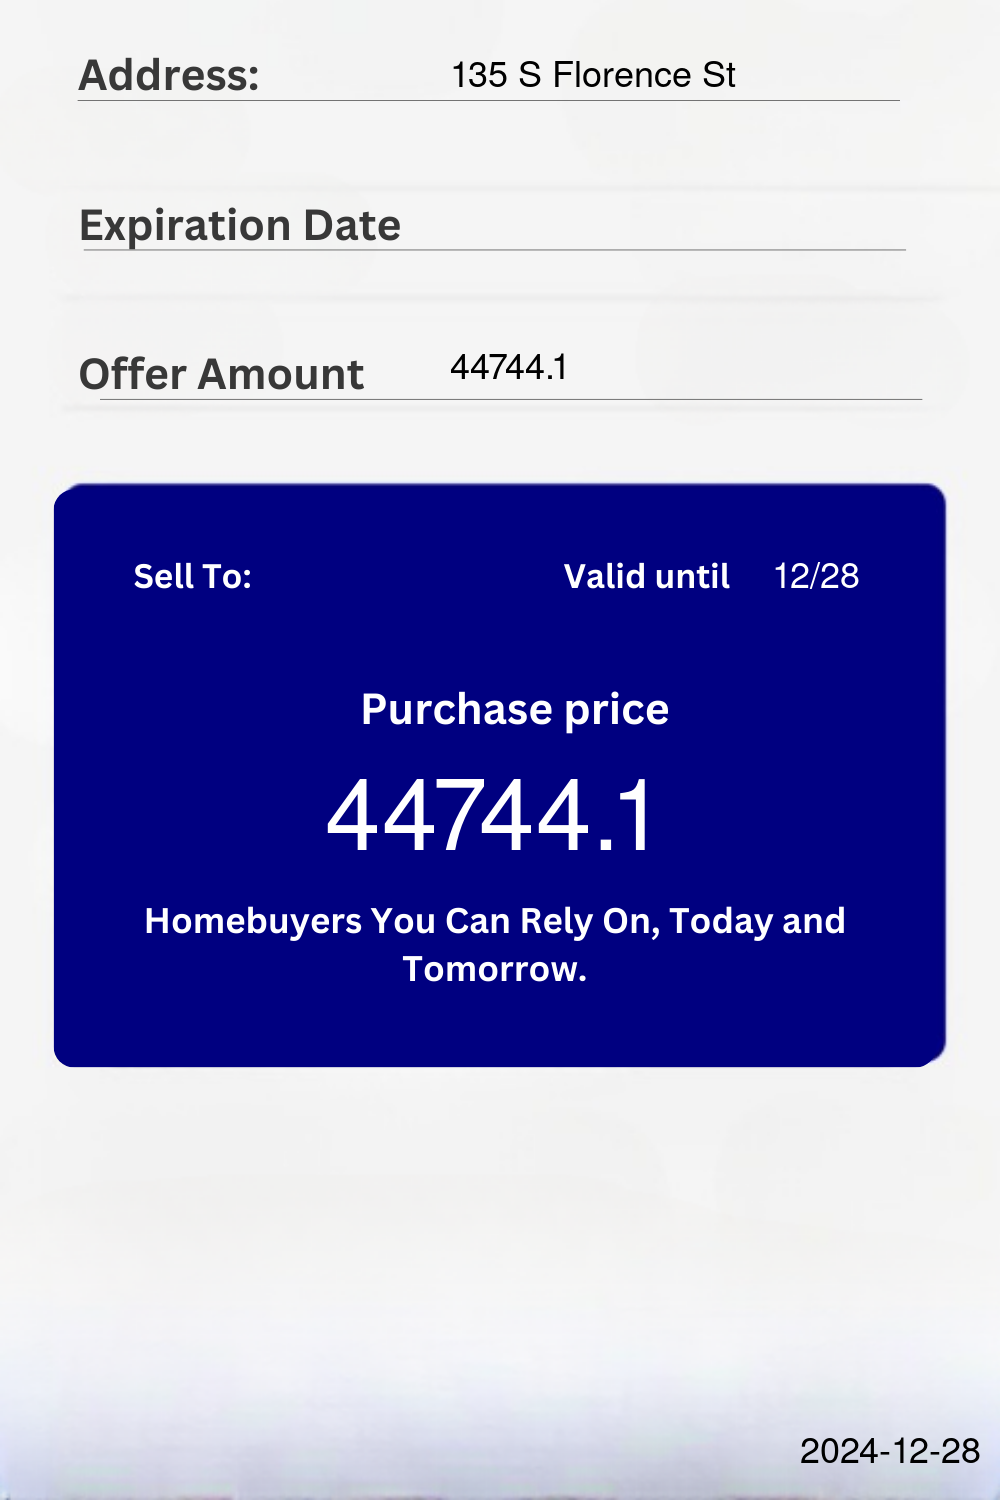 Address: 135 S Florence St
Expiration Date
Offer Amount 44744.1
Sell To: Valid until 12/28
Purchase price
44744.1
Homebuyers You Can Rely On, Today and
Tomorrow.
2024-12-28